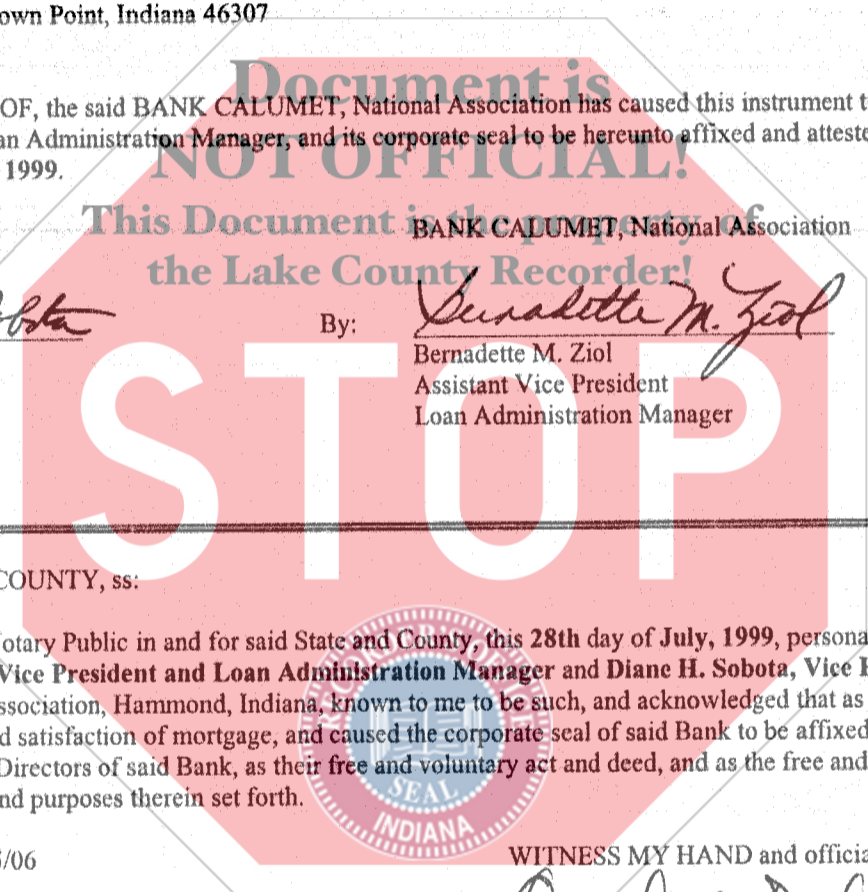 own Point, Indiana 46307
Document is
OF, the said BANK CALUMET, National Association has caused this instrument t
an Administration Manager, and its corporate seal to be hereunto affixed and atteste
NOT OFFICIAL!
1999.
This Document is the property of
BANK CALUMET, National Association
the Lake County Recorder!
By:
Bernadette M. Ziol
Bernadette M. Ziol
Assistant Vice President
Loan Administration Manager
STOP
COUNTY, ss:
otary Public in and for said State and County, this 28th day of July, 1999, persona
Vice President and Loan Administration Manager and Diane H. Sobota, Vice
ssociation, Hammond, Indiana, known to me to be such, and acknowledged that as
d satisfaction of mortgage, and caused the corporate seal of said Bank to be affixed
Directors of said Bank, as their free and voluntary act and deed, and as the free and
nd purposes therein set forth.
SEAL
INDIANA
/06
WITNESS MY HAND and officia